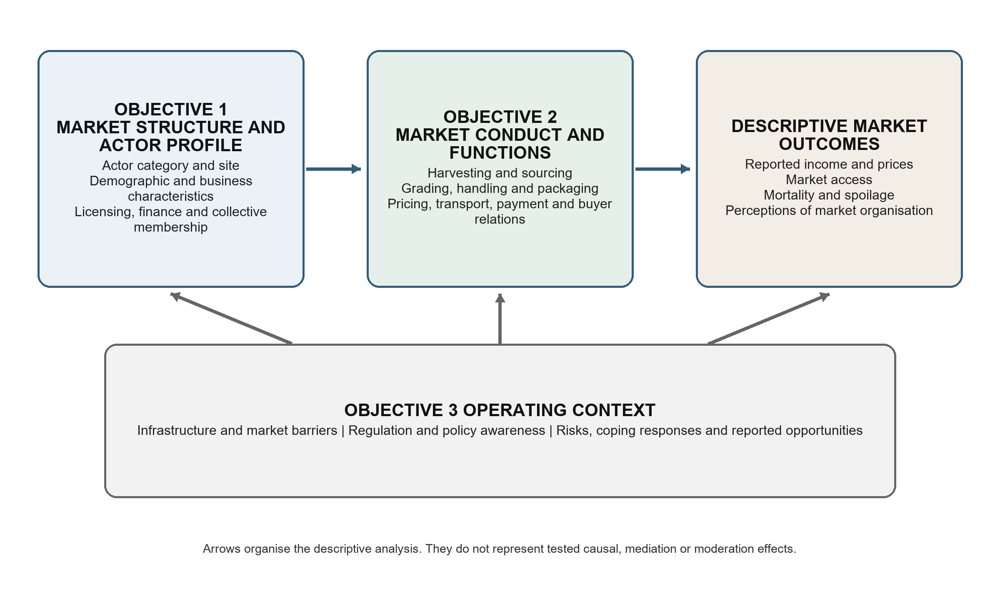 OBJECTIVE 1
MARKET STRUCTURE AND
ACTOR PROFILE
Actor category and site
Demographic and business
characteristics
Licensing, finance and collective
membership
OBJECTIVE 2
MARKET CONDUCT AND
FUNCTIONS
Harvesting and sourcing
Grading, handling and packaging
Pricing, transport, payment and buyer
relations
DESCRIPTIVE MARKET
OUTCOMES
Reported income and prices
Market access
Mortality and spoilage
Perceptions of market organisation
OBJECTIVE 3 OPERATING CONTEXT
Infrastructure and market barriers | Regulation and policy awareness | Risks, coping responses and reported opportunities
Arrows organise the descriptive analysis. They do not represent tested causal, mediation or moderation effects.